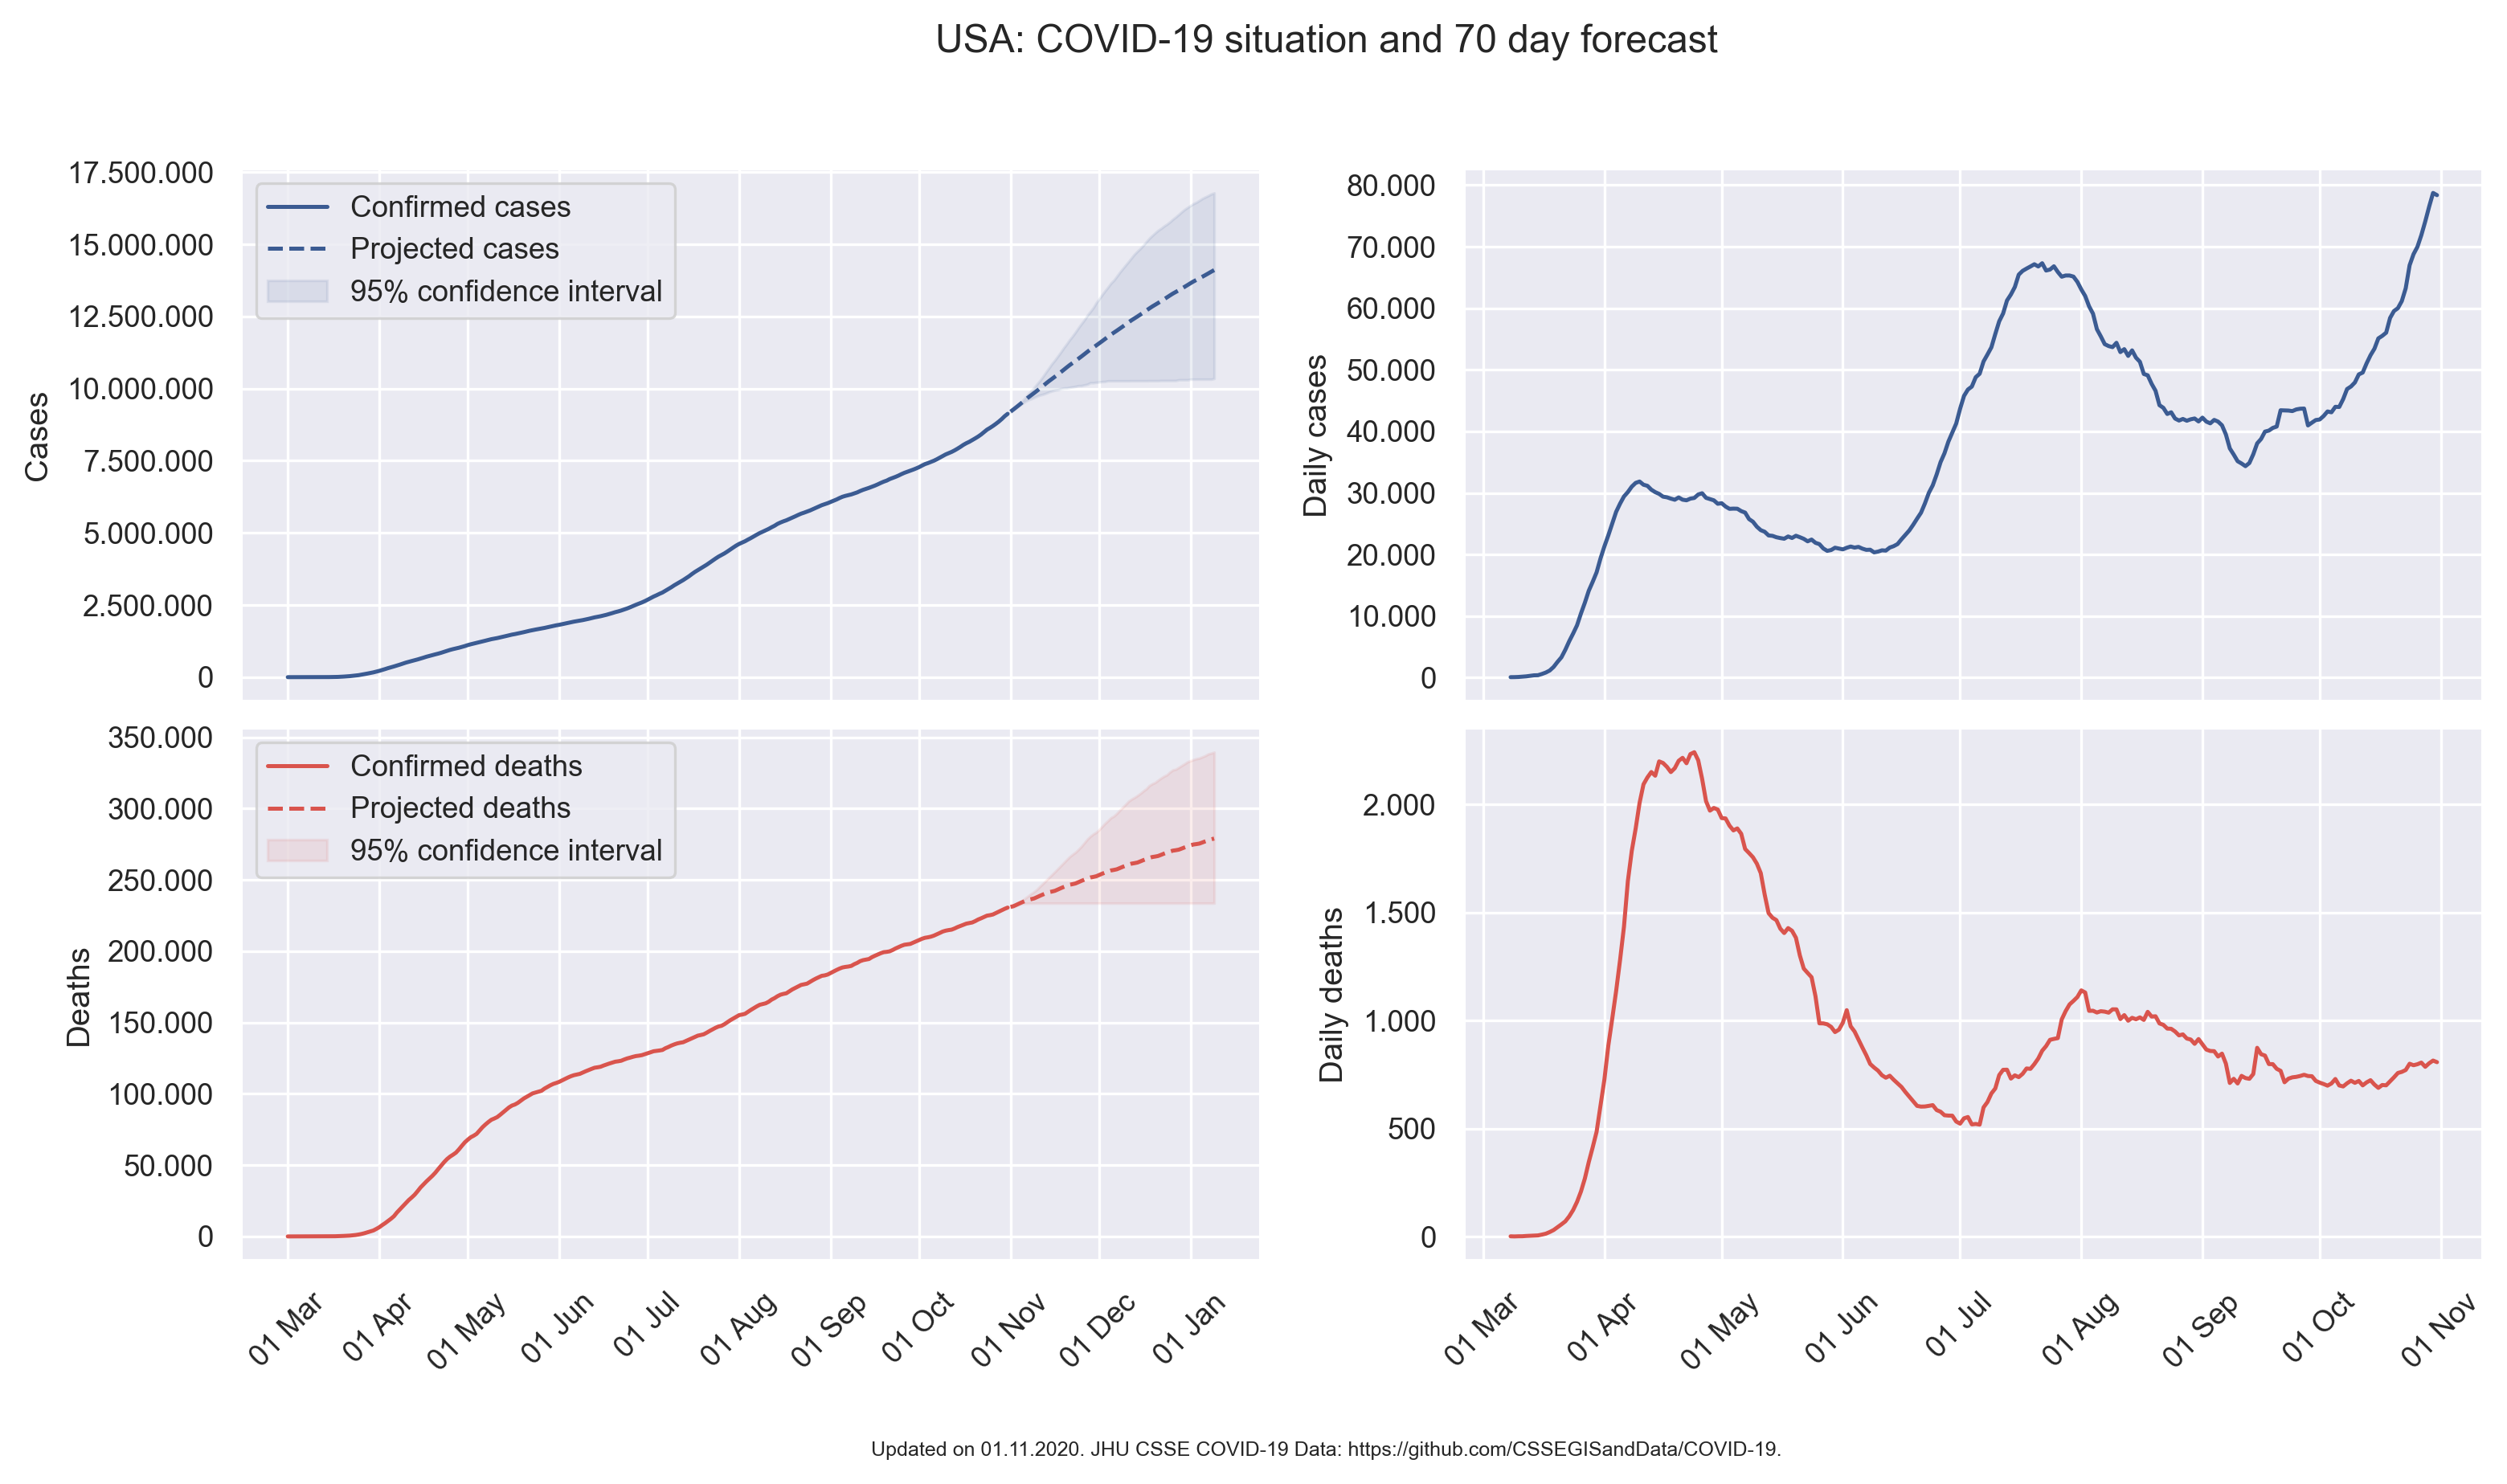 USA: COVID-19 situation and 70 day forecast
17.500.000
15.000.000
12.500.000
10.000.000
7.500.000
5.000.000
2.500.000
0
Cases
Confirmed cases
Projected cases
95% confidence interval
80.000
70.000
60.000
50.000
40.000
30.000
20.000
10.000
0
Daily cases
350.000
300.000
250.000
200.000
150.000
100.000
50.000
0
Deaths
Confirmed deaths
Projected deaths
95% confidence interval
2.000
1.500
1.000
500
0
Daily deaths
01 Mar
01 Apr
01 May
01 Jun
01 Jul
01 Aug
01 Sep
01 Oct
01 Nov
01 Dec
01 Jan
01 Mar
01 Apr
01 May
01 Jun
01 Jul
01 Aug
01 Sep
01 Oct
01 Nov
Updated on 01.11.2020. JHU CSSE COVID-19 Data: https://github.com/CSSEGISandData/COVID-19.